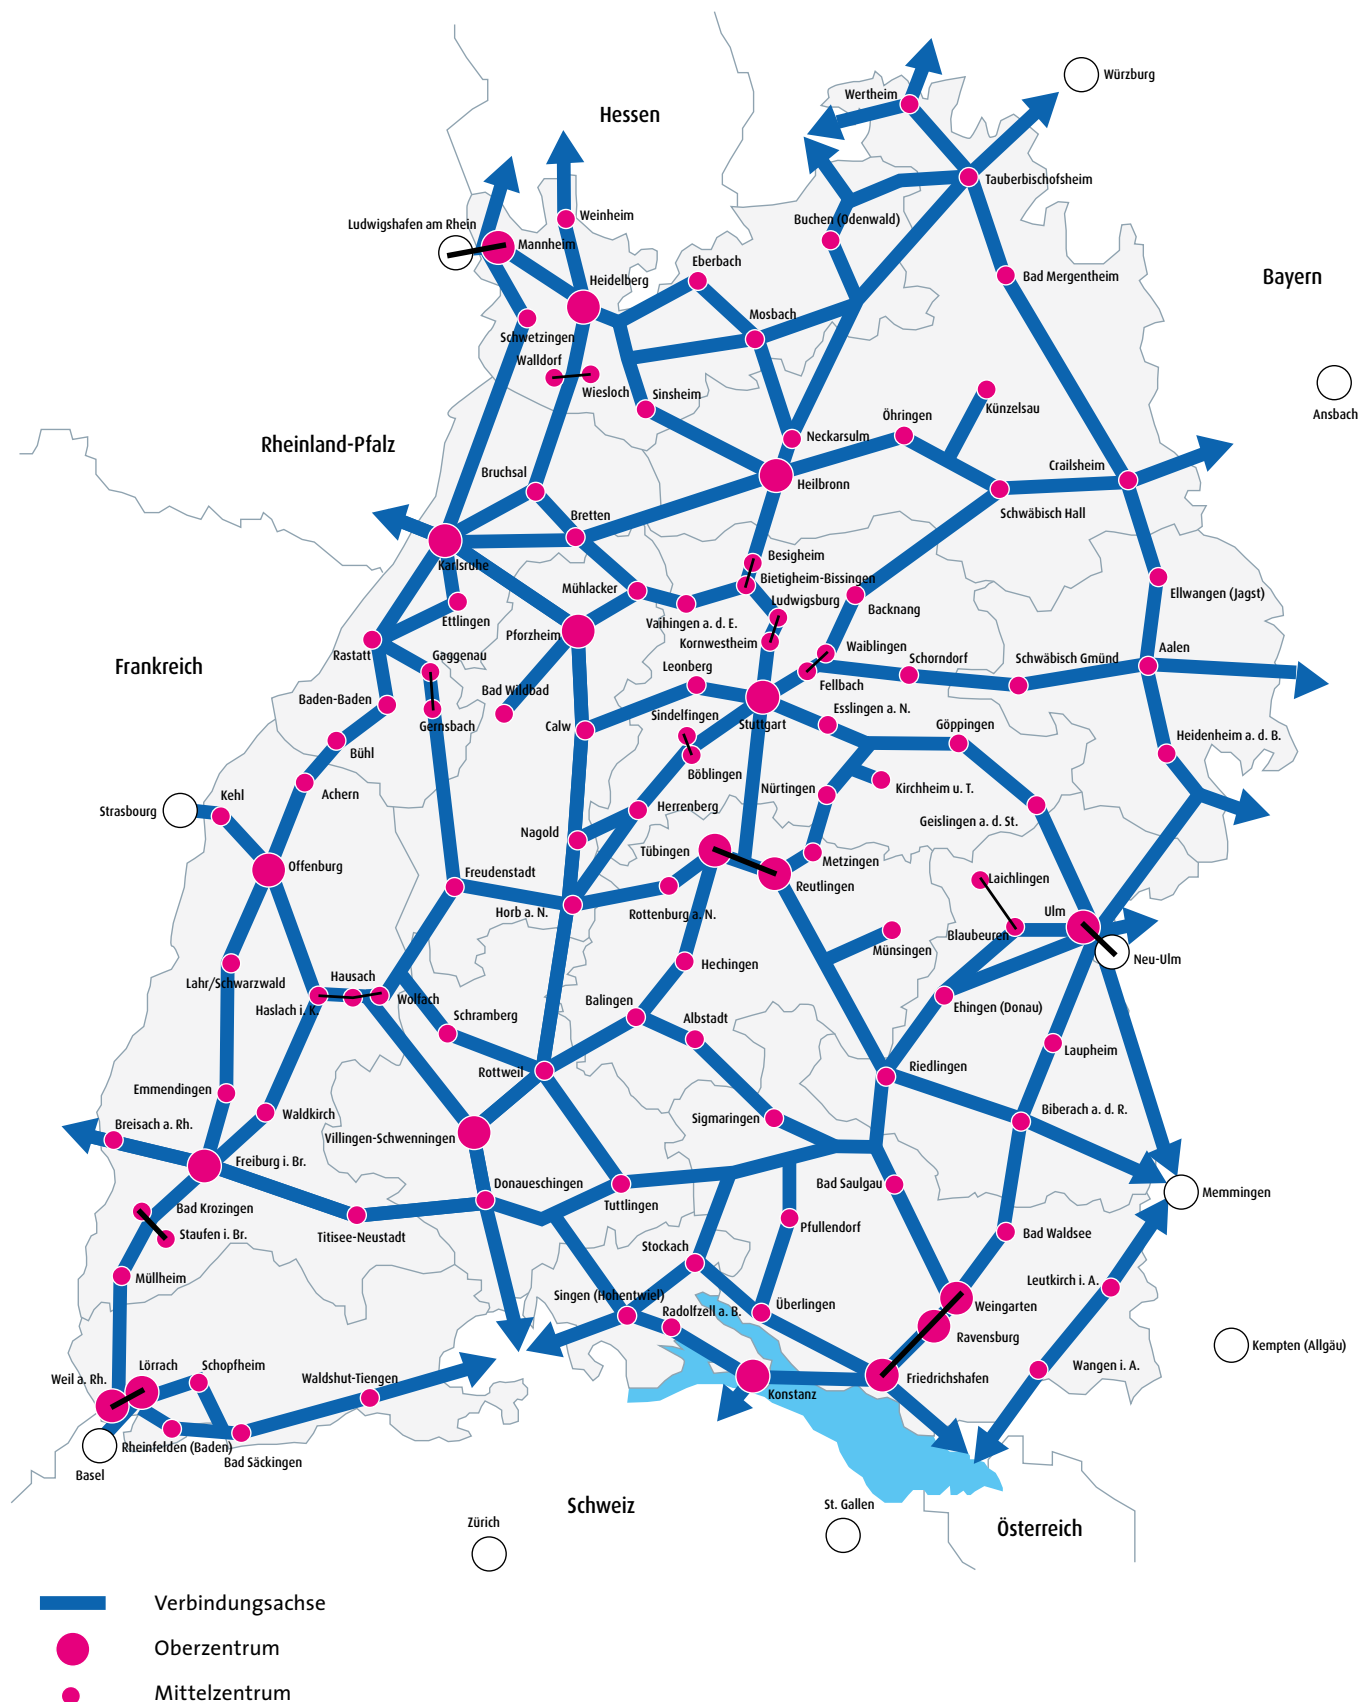 Würzburg
Wertheim
Hessen
Tauberbischofsheim
Buchen (Odenwald)
Weinheim
Ludwigshafen am Rhein
Mannheim
Eberbach
Heidelberg
Bad Mergentheim
Bayern
Mosbach
Schwetzingen
Walldorf
Wiesloch
Sinsheim
Künzelsau
Ansbach
Öhringen
Rheinland-Pfalz
Neckarsulm
Crailsheim
Bruchsal
Heilbronn
Schwäbisch Hall
Bretten
Karlsruhe
Besigheim
Bietigheim-Bissingen
Mühlacker
Ludwigsburg
Ellwangen (Jagst)
Backnang
Ettlingen
Vaihingen a. d. E.
Pforzheim
Kornwestheim
Waiblingen
Rastatt
Gaggenau
Frankreich
Leonberg
Schorndorf
Schwäbisch Gmünd
Aalen
Fellbach
Bad Wildbad
Baden-Baden
Gernsbach
Sindelfingen
Stuttgart
Esslingen a. N.
Calw
Göppingen
Heidenheim a. d. B.
Bühl
Böblingen
Kirchheim u. T.
Nürtingen
Achern
Kehl
Strasbourg
Herrenberg
Geislingen a. d. St.
Nagold
Tübingen
Metzingen
Offenburg
Freudenstadt
Reutlingen
Laichlingen
Horb a. N.
Rottenburg a. N.
Ulm
Blaubeuren
Münsingen
Neu-Ulm
Hechingen
Lahr/Schwarzwald
Hausach
Haslach i. K.
Wolfach
Balingen
Albstadt
Ehingen (Donau)
Schramberg
Laupheim
Rottweil
Riedlingen
Emmendingen
Waldkirch
Breisach a. Rh.
Sigmaringen
Biberach a. d. R.
Villingen-Schwenningen
Freiburg i. Br.
Donaueschingen
Bad Saulgau
Memmingen
Tuttlingen
Bad Krozingen
Staufen i. Br.
Titisee-Neustadt
Pfullendorf
Bad Waldsee
Stockach
Müllheim
Leutkirch i. A.
Singen (Hohentwiel)
Radolfzell a. B.
Überlingen
Weingarten
Ravensburg
Kempten (Allgäu)
Lörrach
Schopfheim
Wangen i. A.
Weil a. Rh.
Waldshut-Tiengen
Friedrichshafen
Konstanz
Rheinfelden (Baden)
Bad Säckingen
Basel
Schweiz
St. Gallen
Zürich
Österreich
Verbindungsachse
Oberzentrum
Mittelzentrum